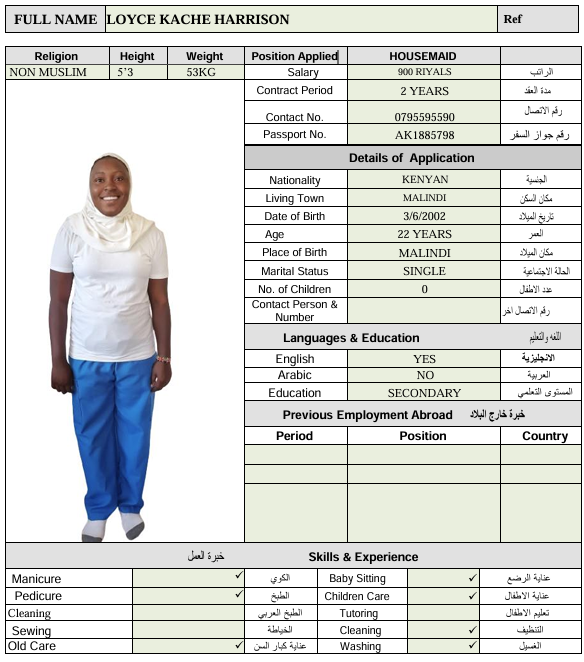 FULL NAME LOYCE KACHE HARRISON Ref
Religion Height Weight Position Applied HOUSEMAID
NON MUSLIM 5'3 53KG Salary 900 RIYALS الراتب
Contract Period 2 YEARS مدة العقد
Contact No. 0795595590 رقم الاتصال
Passport No. AK1885798 رقم جواز السفر
Details of Application
Nationality KENYAN الجنسية
Living Town MALINDI مكان السكن
Date of Birth 3/6/2002 تاريخ الميلاد
Age 22 YEARS العمر
Place of Birth MALINDI مكان الميلاد
Marital Status SINGLE الحالة الاجتماعية
No. of Children 0 عدد الاطفال
Contact Person &
Number رقم الاتصال اخر
Languages & Education اللغه والتعليم
English YES الانجليزية
Arabic NO العربية
Education SECONDARY المستوى التعلمي
Previous Employment Abroad خبرة خارج البلاد
Period Position Country
خبرة العمل Skills & Experience
Manicure ✓ الكوي Baby Sitting ✓ عناية الرضع
Pedicure ✓ الطبخ Children Care ✓ عناية الاطفال
Cleaning الطبخ العربي Tutoring تعليم الاطفال
Sewing الخياطة Cleaning ✓ التنظيف
Old Care ✓ عناية كبار السن Washing ✓ الغسيل